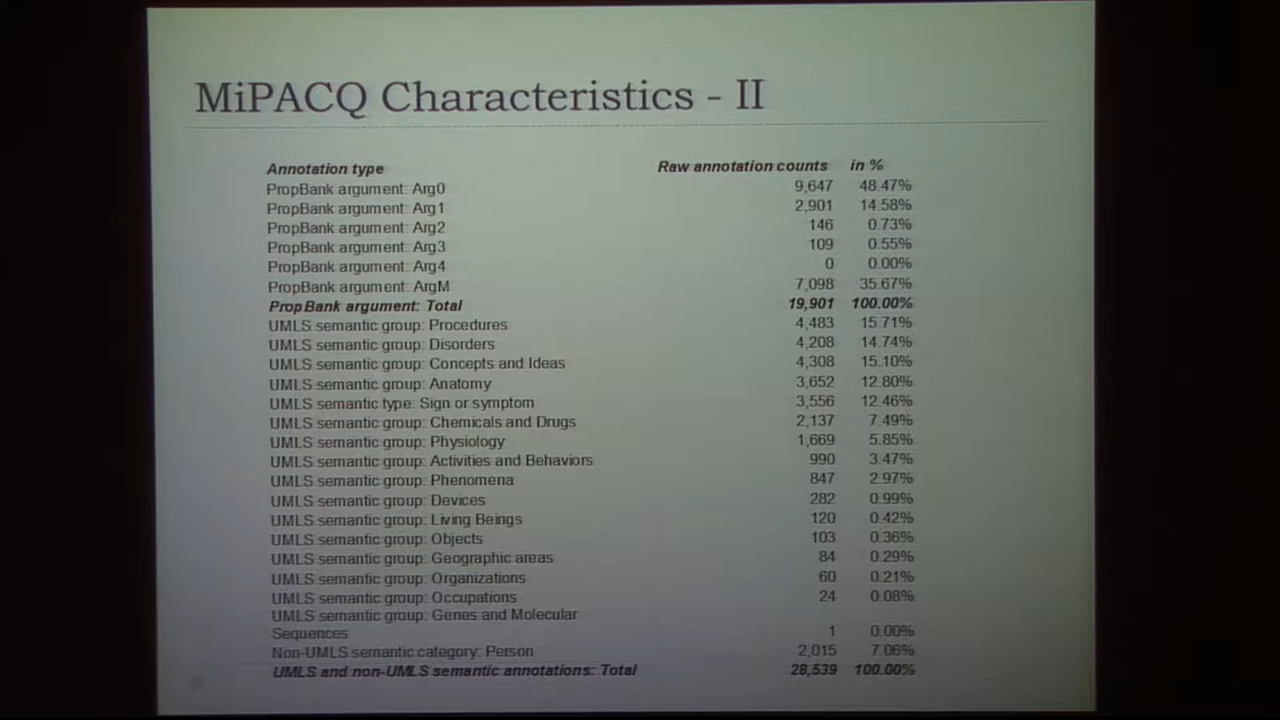 MiPACQ Characteristics - II
Annotation type Raw annotation counts in %
PropBank argument: Arg0 9,647 48.47%
PropBank argument: Arg1 2,901 14.58%
PropBank argument: Arg2 146 0.73%
PropBank argument: Arg3 109 0.55%
PropBank argument: Arg4 0 0.00%
PropBank argument: ArgM 7,098 35.67%
PropBank argument: Total 19,901 100.00%
UMLS semantic group: Procedures 4,483 15.71%
UMLS semantic group: Disorders 4,208 14.74%
UMLS semantic group: Concepts and Ideas 4,308 15.10%
UMLS semantic group: Anatomy 3,652 12.80%
UMLS semantic type: Sign or symptom 3,556 12.46%
UMLS semantic group: Chemicals and Drugs 2,137 7.49%
UMLS semantic group: Physiology 1,669 5.85%
UMLS semantic group: Activities and Behaviors 990 3.47%
UMLS semantic group: Phenomena 847 2.97%
UMLS semantic group: Devices 282 0.99%
UMLS semantic group: Living Beings 120 0.42%
UMLS semantic group: Objects 103 0.36%
UMLS semantic group: Geographic areas 84 0.29%
UMLS semantic group: Organizations 60 0.21%
UMLS semantic group: Occupations 24 0.08%
UMLS semantic group: Genes and Molecular
Sequences 1 0.00%
Non-UMLS semantic category: Person 2,015 7.06%
UMLS and non-UMLS semantic annotations: Total 28,539 100.00%